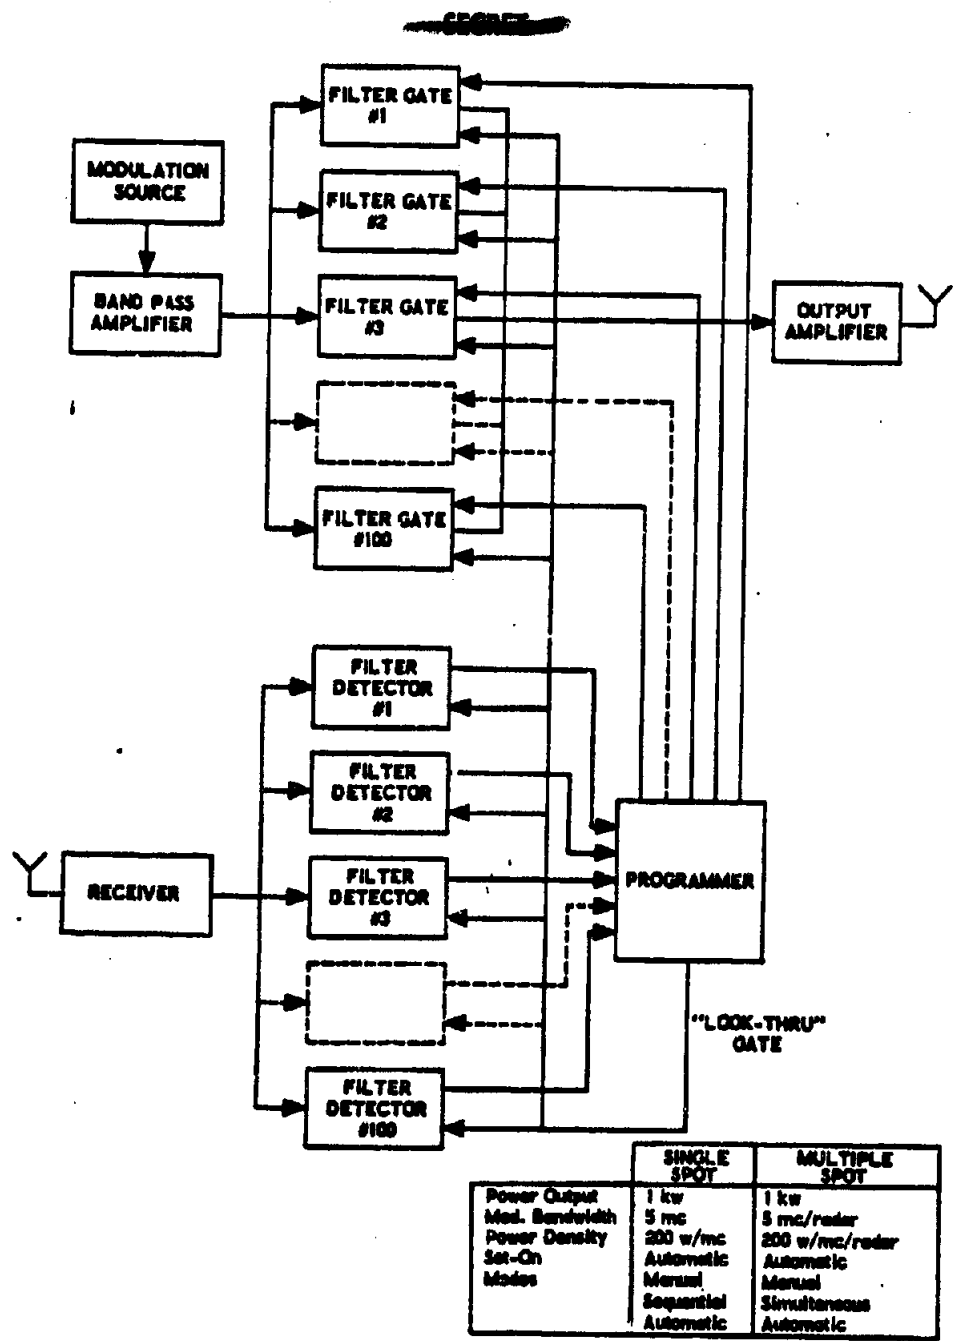 SECRET
FILTER GATE
#1
MODULATION
SOURCE
FILTER GATE
#2
BAND PASS
AMPLIFIER
FILTER GATE
#3
OUTPUT
AMPLIFIER
FILTER GATE
#100
FILTER
DETECTOR
#1
FILTER
DETECTOR
#2
RECEIVER
FILTER
DETECTOR
#3
PROGRAMMER
"LOOK-THRU"
GATE
FILTER
DETECTOR
#100
SINGLE SPOT MULTIPLE SPOT
Power Output 1 kw 1 kw
Mod. Bandwidth 5 mc 5 mc/radar
Power Density 200 w/mc 200 w/mc/radar
Set-On Automatic Automatic
Modes Manual Manual
Sequential Simultaneous
Automatic Automatic